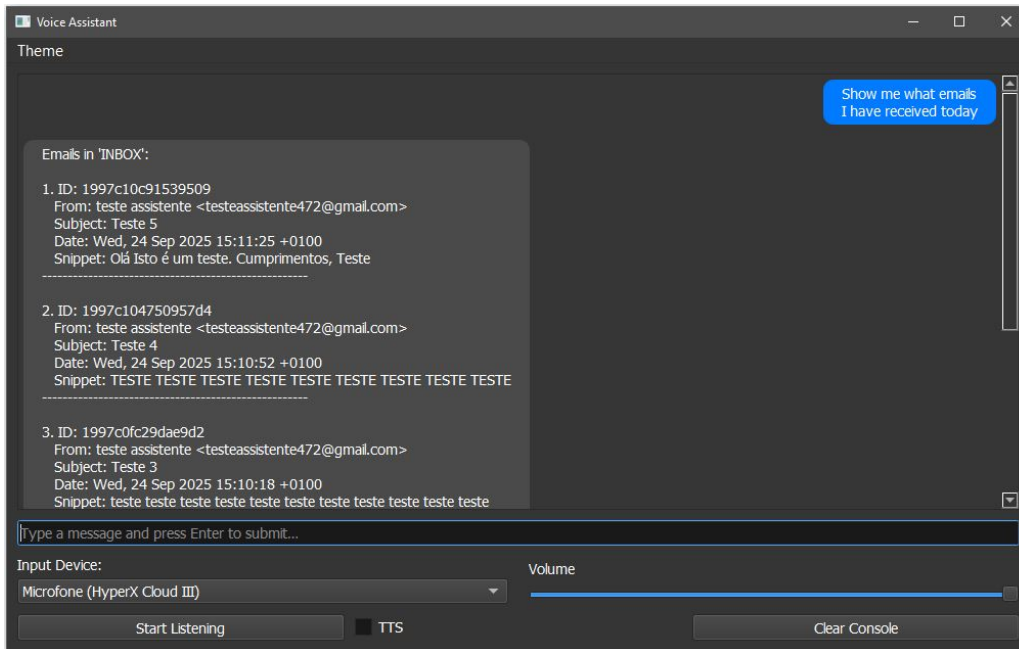 Voice Assistant
Theme
Show me what emails
I have received today
Emails in 'INBOX':
1. ID: 1997c10c91539509
From: teste assistente <testeassistente472@gmail.com>
Subject: Teste 5
Date: Wed, 24 Sep 2025 15:11:25 +0100
Snippet: Olá Isto é um teste. Cumprimentos, Teste
----------------------------------------------------
2. ID: 1997c104750957d4
From: teste assistente <testeassistente472@gmail.com>
Subject: Teste 4
Date: Wed, 24 Sep 2025 15:10:52 +0100
Snippet: TESTE TESTE TESTE TESTE TESTE TESTE TESTE TESTE TESTE
----------------------------------------------------
3. ID: 1997c0fc29dae9d2
From: teste assistente <testeassistente472@gmail.com>
Subject: Teste 3
Date: Wed, 24 Sep 2025 15:10:18 +0100
Snippet: teste teste teste teste teste teste teste teste teste teste teste
Type a message and press Enter to submit...
Input Device:
Volume
Microfone (HyperX Cloud III)
Start Listening
TTS
Clear Console